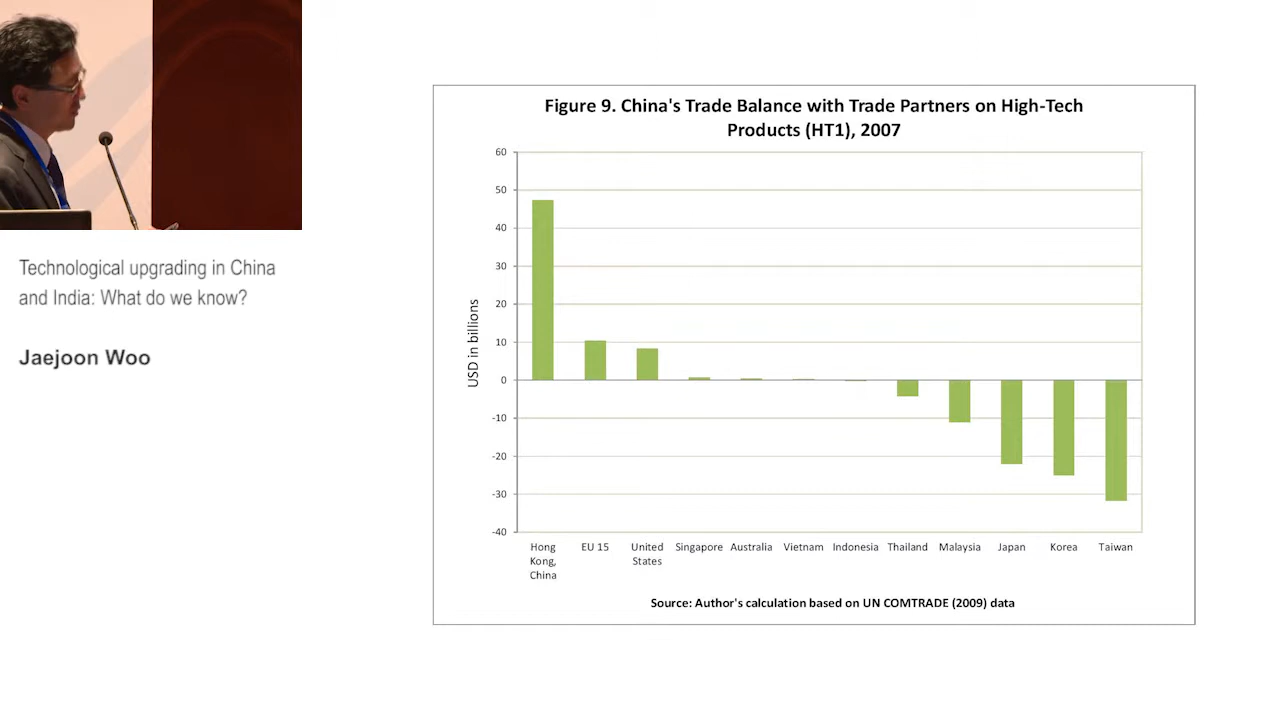 Technological upgrading in China
and India: What do we know?
Jaejoon Woo
Figure 9. China's Trade Balance with Trade Partners on High-Tech
Products (HT1), 2007
USD in billions
60
50
40
30
20
10
0
-10
-20
-30
-40
Hong
Kong,
China
EU 15
United
States
Singapore
Australia
Vietnam
Indonesia
Thailand
Malaysia
Japan
Korea
Taiwan
Source: Author's calculation based on UN COMTRADE (2009) data